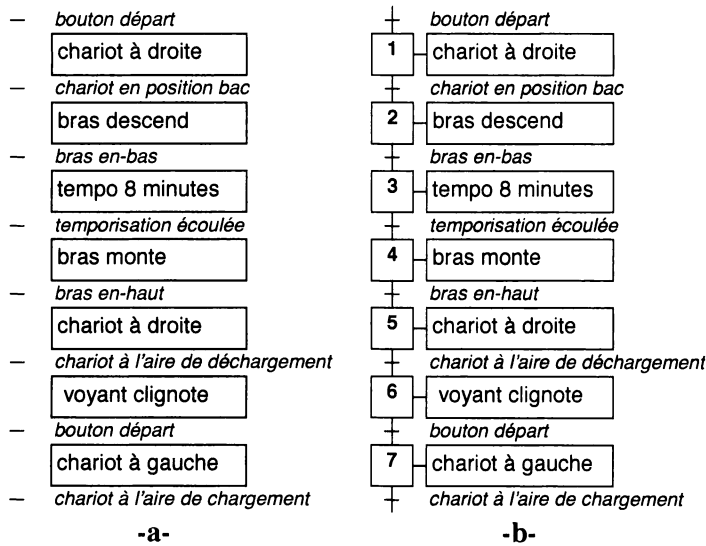 bouton départ
chariot à droite
chariot en position bac
bras descend
bras en-bas
tempo 8 minutes
temporisation écoulée
bras monte
bras en-haut
chariot à droite
chariot à l'aire de déchargement
voyant clignote
bouton départ
chariot à gauche
chariot à l'aire de chargement
-a-
bouton départ
1 chariot à droite
chariot en position bac
2 bras descend
bras en-bas
3 tempo 8 minutes
temporisation écoulée
4 bras monte
bras en-haut
5 chariot à droite
chariot à l'aire de déchargement
6 voyant clignote
bouton départ
7 chariot à gauche
chariot à l'aire de chargement
-b-